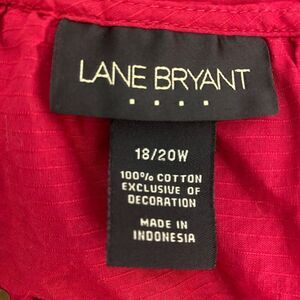 LANE BRYANT
18/20W
100% COTTON
EXCLUSIVE OF
DECORATION
MADE IN
INDONESIA